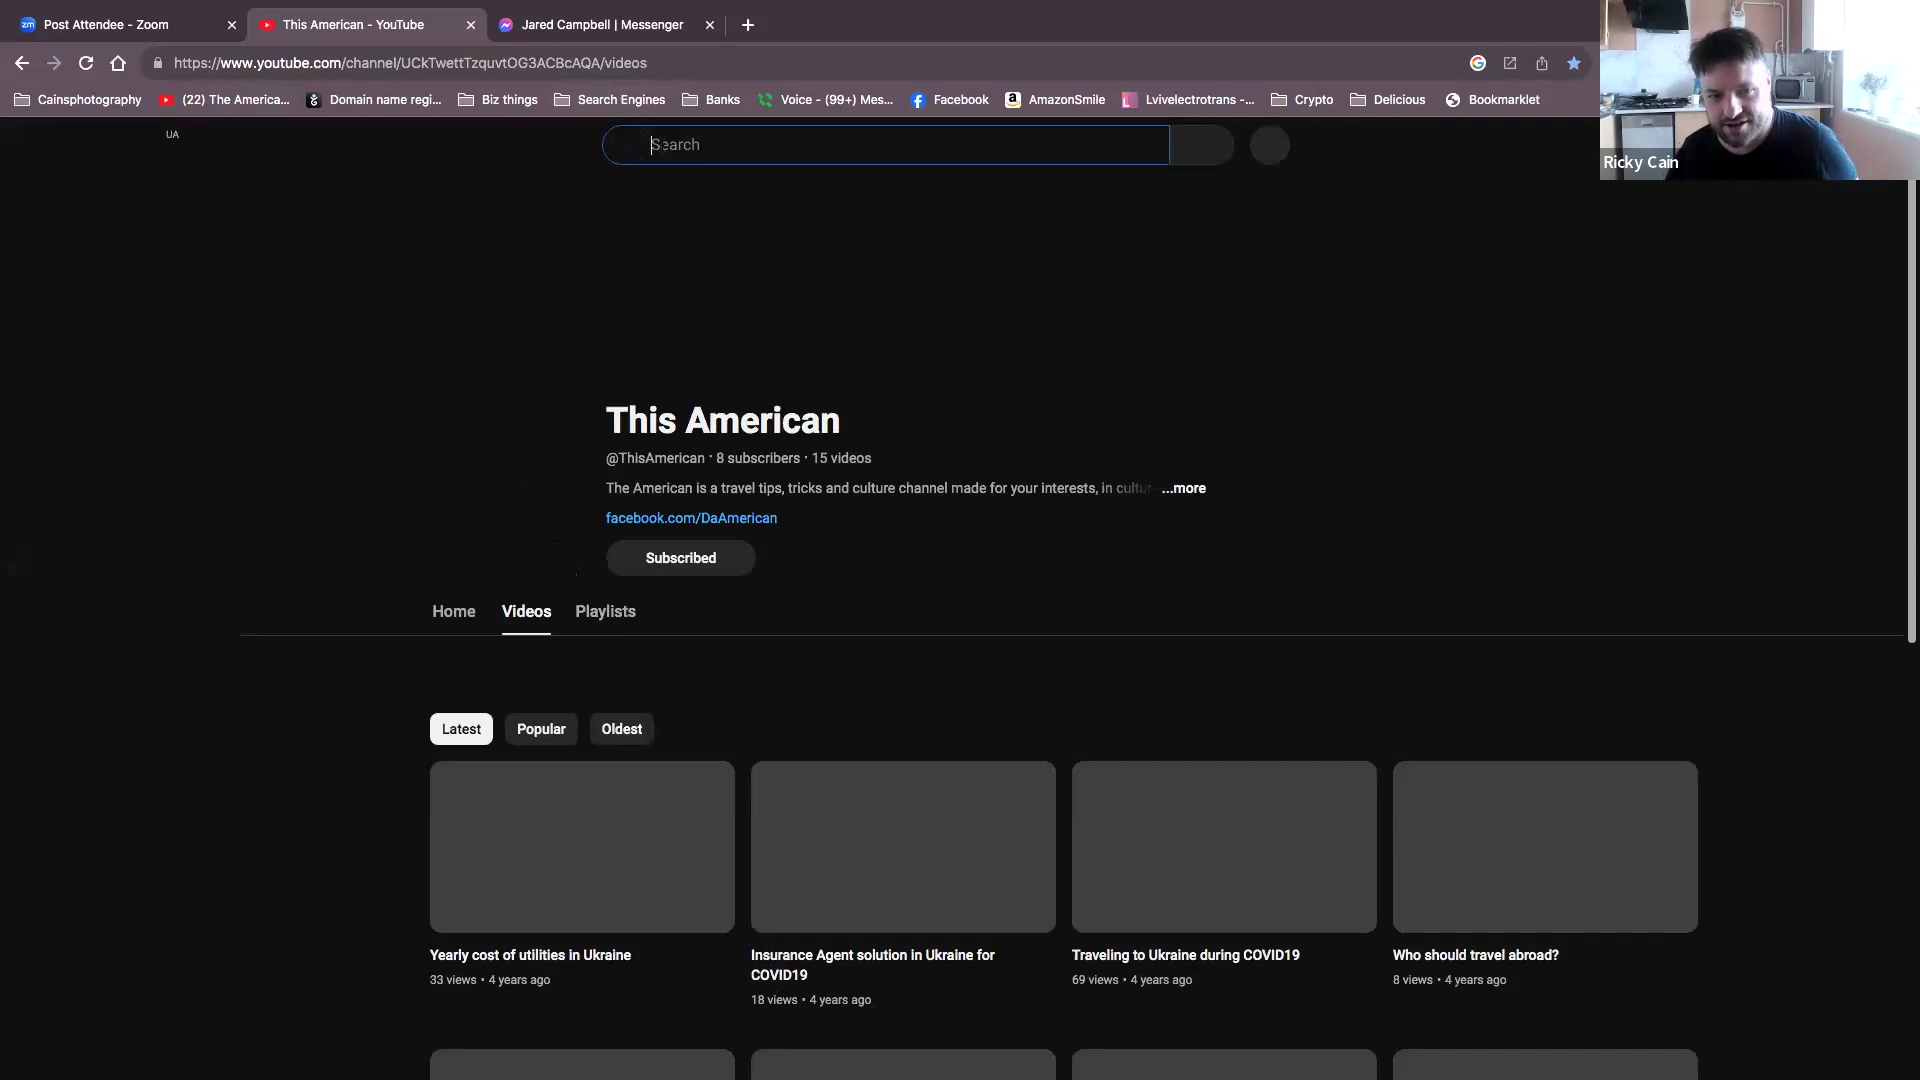 Post Attendee - Zoom
This American - YouTube
Jared Campbell | Messenger
https://www.youtube.com/channel/UCkTwettTzquvtOG3ACBcAQA/videos
Cainsphotography
(22) The America...
Domain name regi...
Biz things
Search Engines
Banks
Voice - (99+) Mes...
Facebook
AmazonSmile
Lvivelectrotrans -...
Crypto
Delicious
Bookmarklet
Ricky Cain
UA
Search
This American
@ThisAmerican · 8 subscribers · 15 videos
The American is a travel tips, tricks and culture channel made for your interests, in cultur ...more
facebook.com/DaAmerican
Subscribed
Home
Videos
Playlists
Latest
Popular
Oldest
Yearly cost of utilities in Ukraine
33 views • 4 years ago
Insurance Agent solution in Ukraine for
COVID19
18 views • 4 years ago
Traveling to Ukraine during COVID19
69 views • 4 years ago
Who should travel abroad?
8 views • 4 years ago